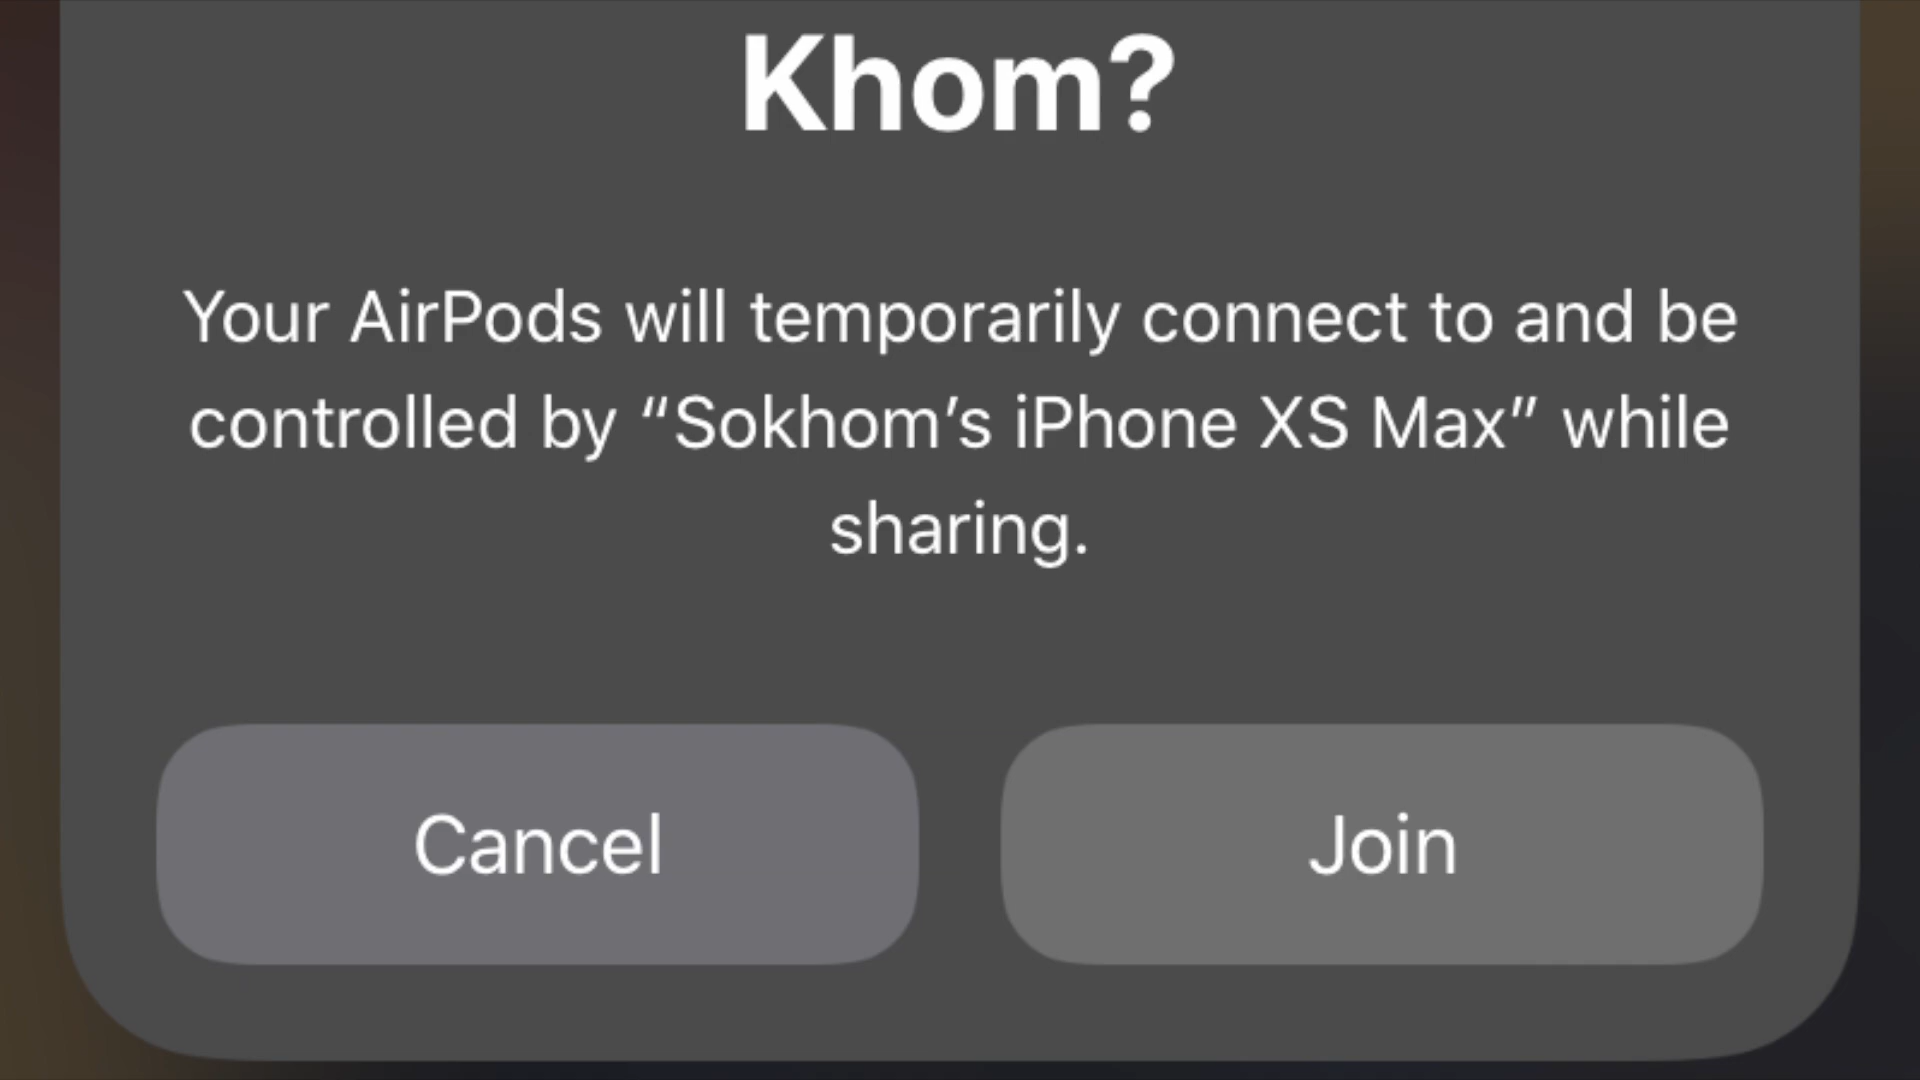 Khom?
Your AirPods will temporarily connect to and be
controlled by “Sokhom’s iPhone XS Max” while
sharing.
Cancel
Join